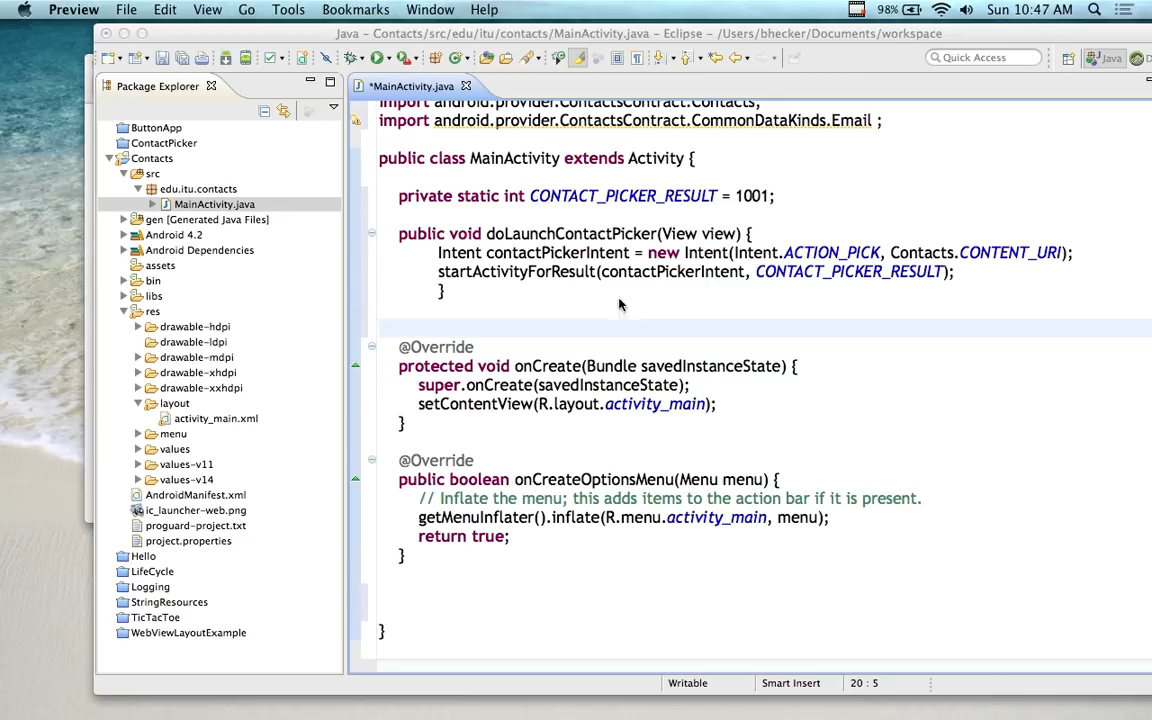 Preview File Edit View Go Tools Bookmarks Window Help 98% Sun 10:47 AM
Java – Contacts/src/edu/itu/contacts/MainActivity.java – Eclipse – /Users/bhecker/Documents/workspace
Quick Access Java
Package Explorer
*MainActivity.java
ButtonApp
ContactPicker
Contacts
src
edu.itu.contacts
MainActivity.java
gen [Generated Java Files]
Android 4.2
Android Dependencies
assets
bin
libs
res
drawable-hdpi
drawable-ldpi
drawable-mdpi
drawable-xhdpi
drawable-xxhdpi
layout
activity_main.xml
menu
values
values-v11
values-v14
AndroidManifest.xml
ic_launcher-web.png
proguard-project.txt
project.properties
Hello
LifeCycle
Logging
StringResources
TicTacToe
WebViewLayoutExample
import android.provider.ContactsContract.Contacts;
import android.provider.ContactsContract.CommonDataKinds.Email ;
public class MainActivity extends Activity {
private static int CONTACT_PICKER_RESULT = 1001;
public void doLaunchContactPicker(View view) {
Intent contactPickerIntent = new Intent(Intent.ACTION_PICK, Contacts.CONTENT_URI);
startActivityForResult(contactPickerIntent, CONTACT_PICKER_RESULT);
}
@Override
protected void onCreate(Bundle savedInstanceState) {
super.onCreate(savedInstanceState);
setContentView(R.layout.activity_main);
}
@Override
public boolean onCreateOptionsMenu(Menu menu) {
// Inflate the menu; this adds items to the action bar if it is present.
getMenuInflater().inflate(R.menu.activity_main, menu);
return true;
}
}
Writable Smart Insert 20 : 5